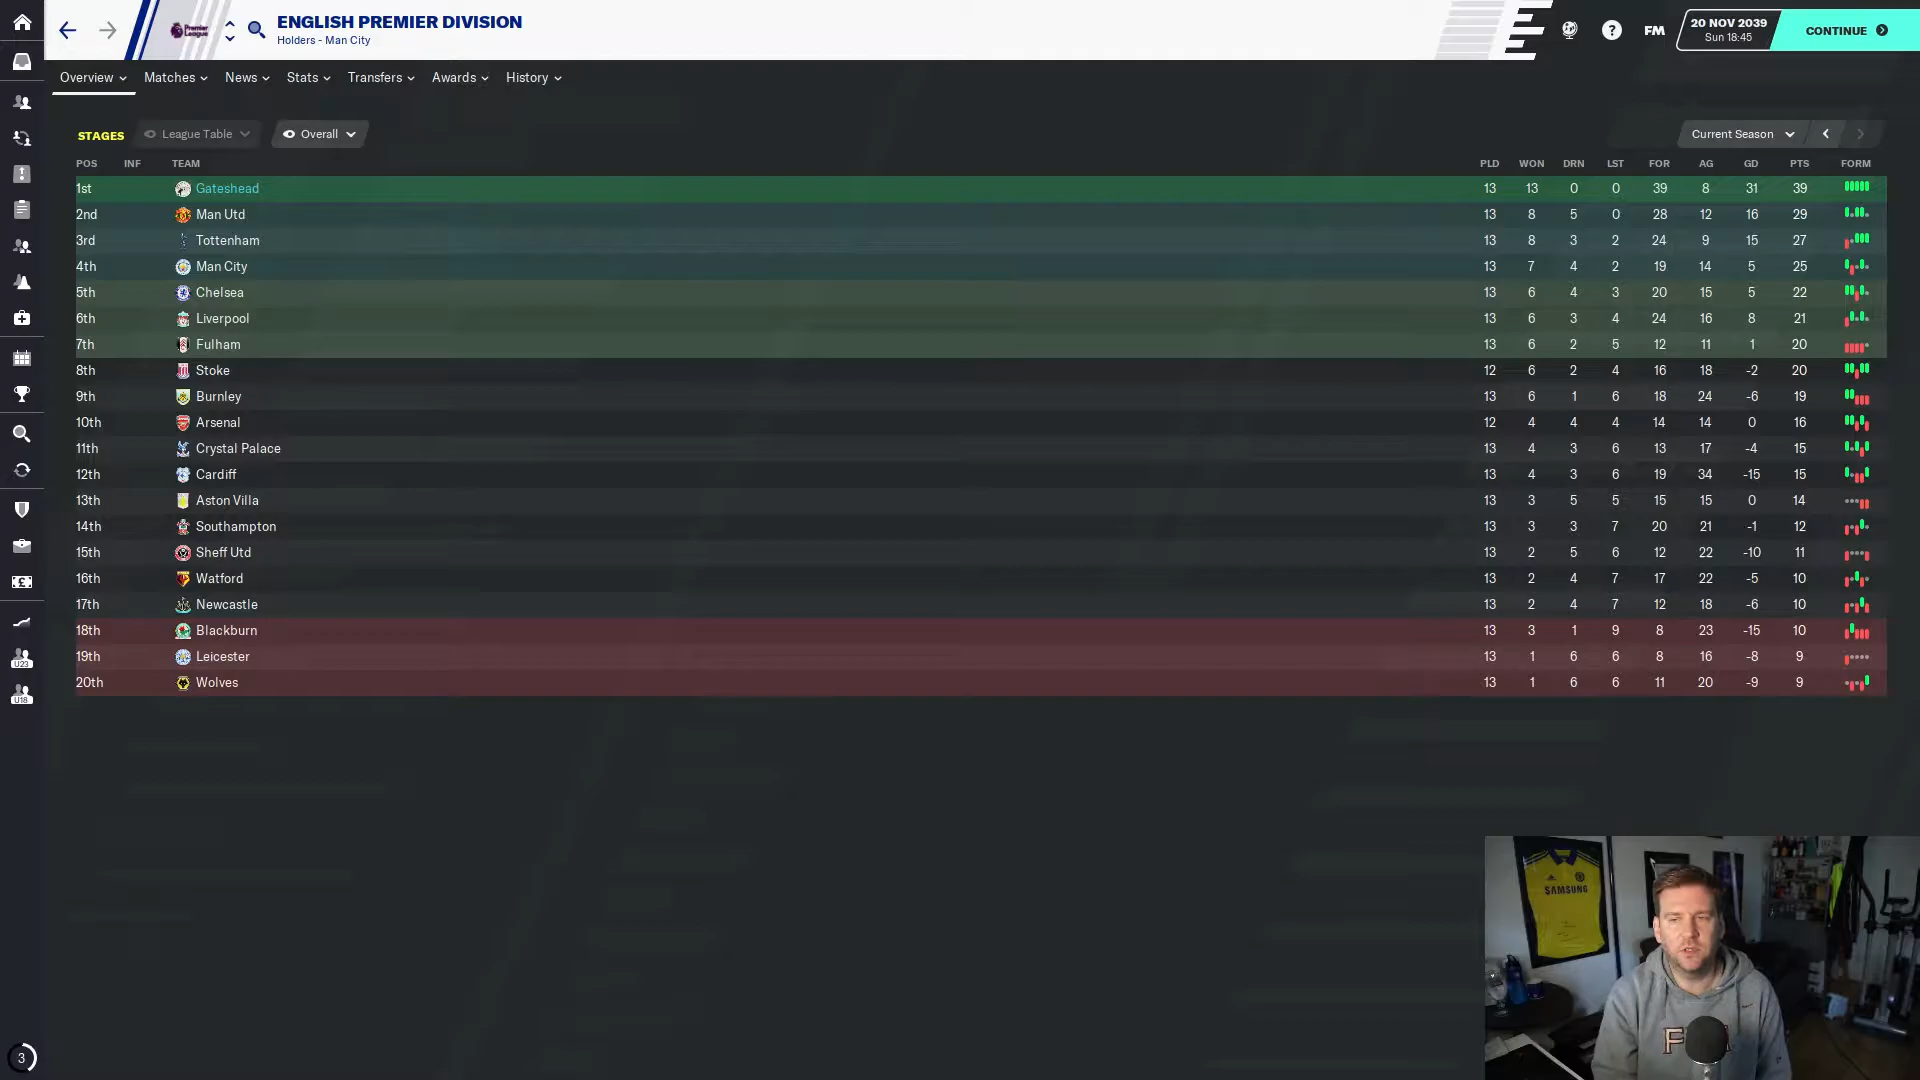 ENGLISH PREMIER DIVISION
Holders - Man City
Premier League
FM
20 NOV 2039
Sun 18:45
CONTINUE
Overview Matches News Stats Transfers Awards History
STAGES League Table Overall Current Season
POS INF TEAM PLD WON DRN LST FOR AG GD PTS FORM
1st Gateshead 13 13 0 0 39 8 31 39
2nd Man Utd 13 8 5 0 28 12 16 29
3rd Tottenham 13 8 3 2 24 9 15 27
4th Man City 13 7 4 2 19 14 5 25
5th Chelsea 13 6 4 3 20 15 5 22
6th Liverpool 13 6 3 4 24 16 8 21
7th Fulham 13 6 2 5 12 11 1 20
8th Stoke 12 6 2 4 16 18 -2 20
9th Burnley 13 6 1 6 18 24 -6 19
10th Arsenal 12 4 4 4 14 14 0 16
11th Crystal Palace 13 4 3 6 13 17 -4 15
12th Cardiff 13 4 3 6 19 34 -15 15
13th Aston Villa 13 3 5 5 15 15 0 14
14th Southampton 13 3 3 7 20 21 -1 12
15th Sheff Utd 13 2 5 6 12 22 -10 11
16th Watford 13 2 4 7 17 22 -5 10
17th Newcastle 13 2 4 7 12 18 -6 10
18th Blackburn 13 3 1 9 8 23 -15 10
19th Leicester 13 1 6 6 8 16 -8 9
20th Wolves 13 1 6 6 11 20 -9 9
U23
U18
3
SAMSUNG